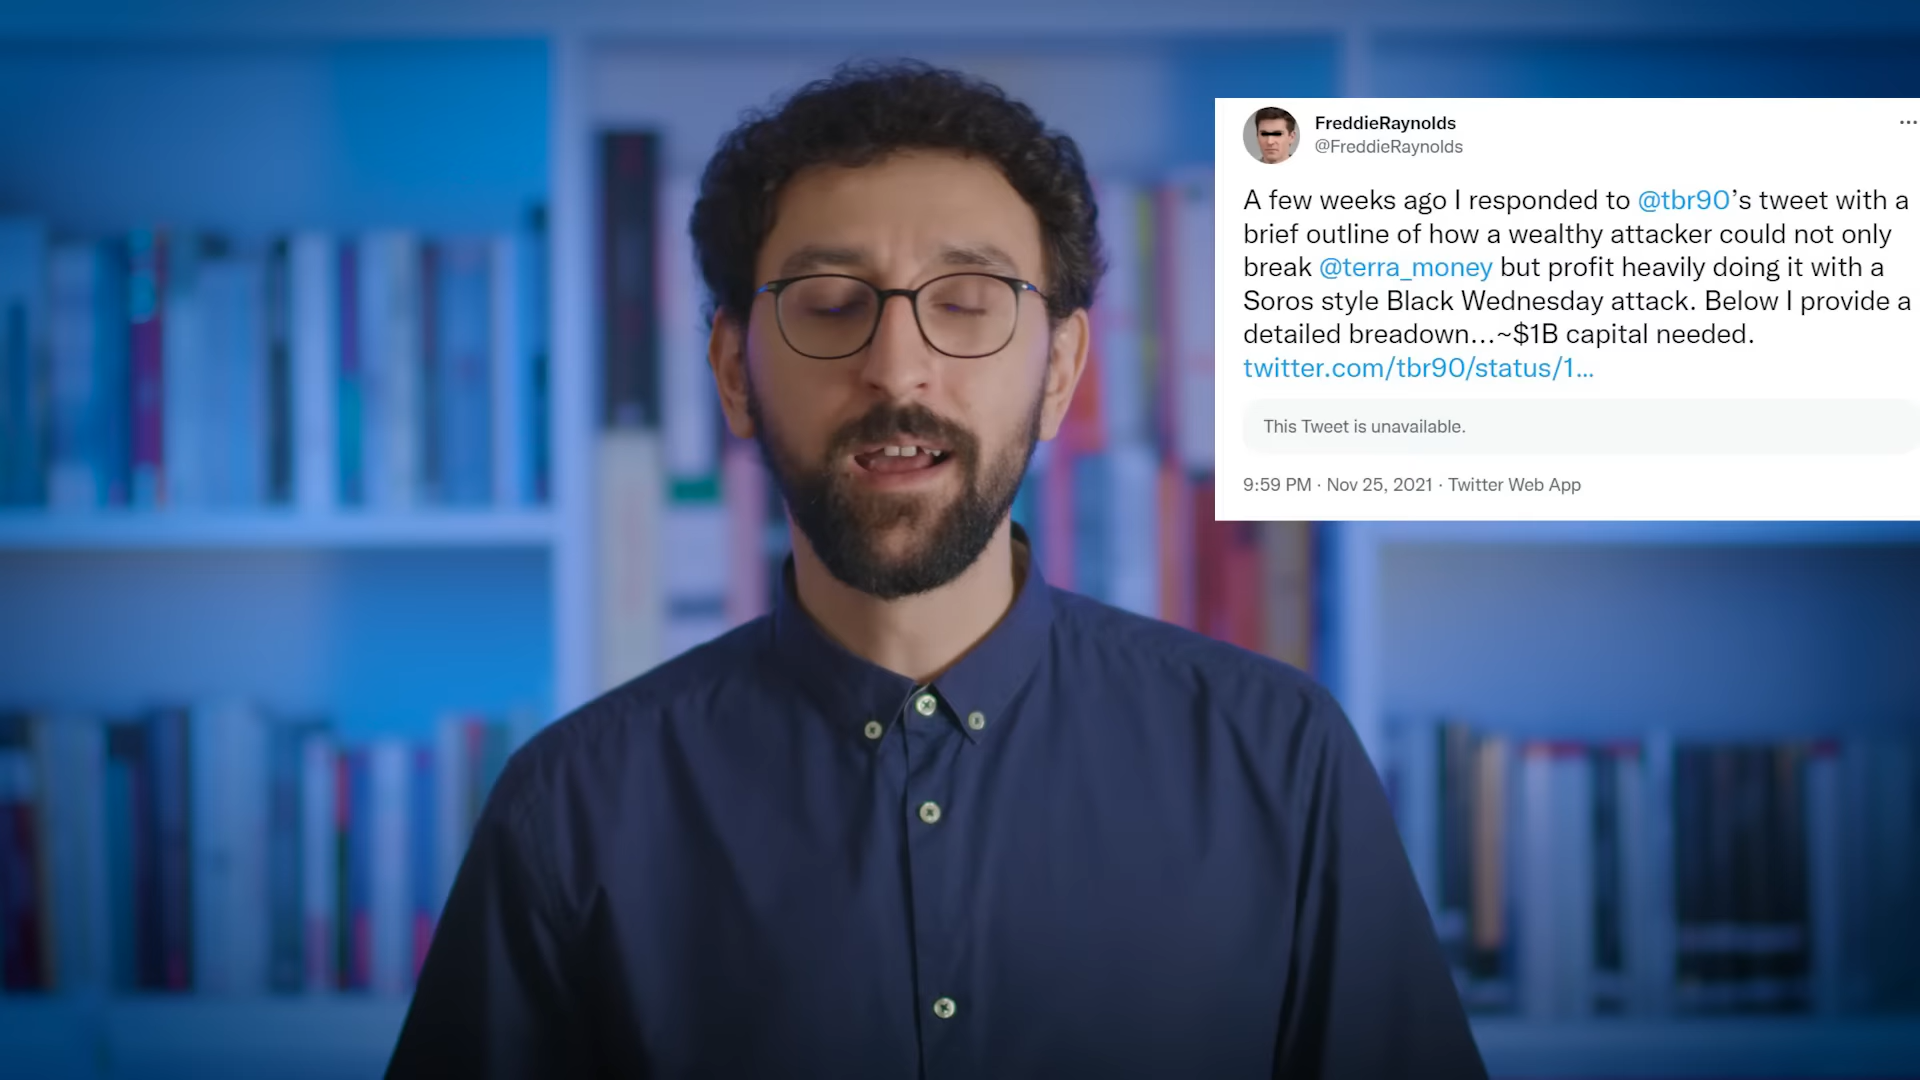 FreddieRaynolds
@FreddieRaynolds
A few weeks ago I responded to @tbr90’s tweet with a
brief outline of how a wealthy attacker could not only
break @terra_money but profit heavily doing it with a
Soros style Black Wednesday attack. Below I provide a
detailed breadown...~$1B capital needed.
twitter.com/tbr90/status/1...
This Tweet is unavailable.
9:59 PM · Nov 25, 2021 · Twitter Web App